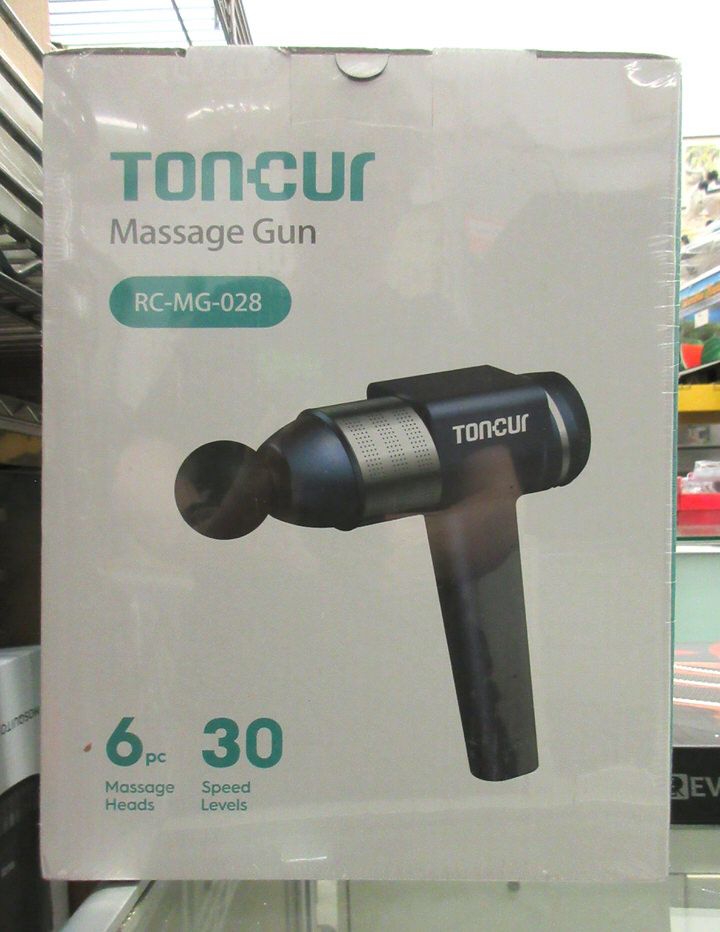 TONCUR
Massage Gun
RC-MG-028
TONCUR
6pc
Massage
Heads
30
Speed
Levels